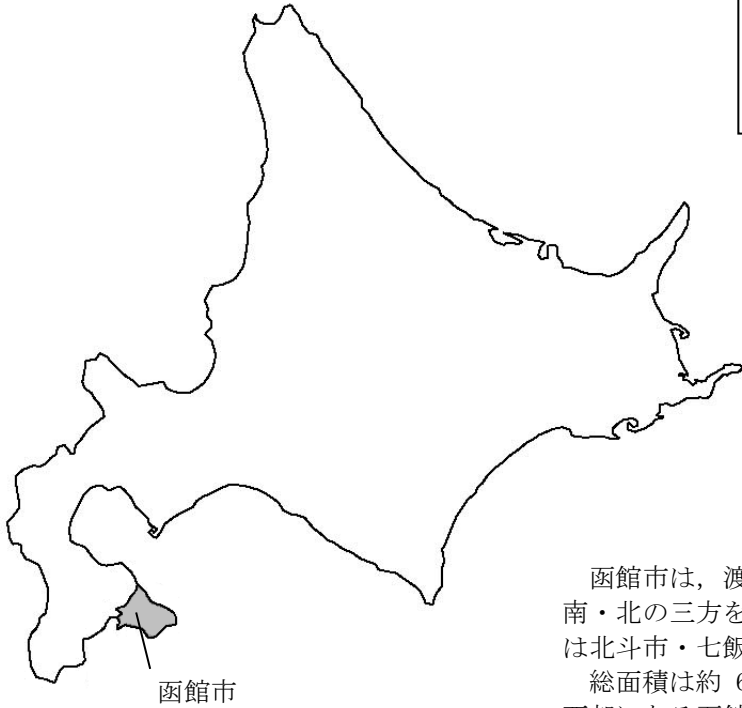 函館市
函館市は，渡
南・北の三方を
は北斗市・七飯
総面積は約 6